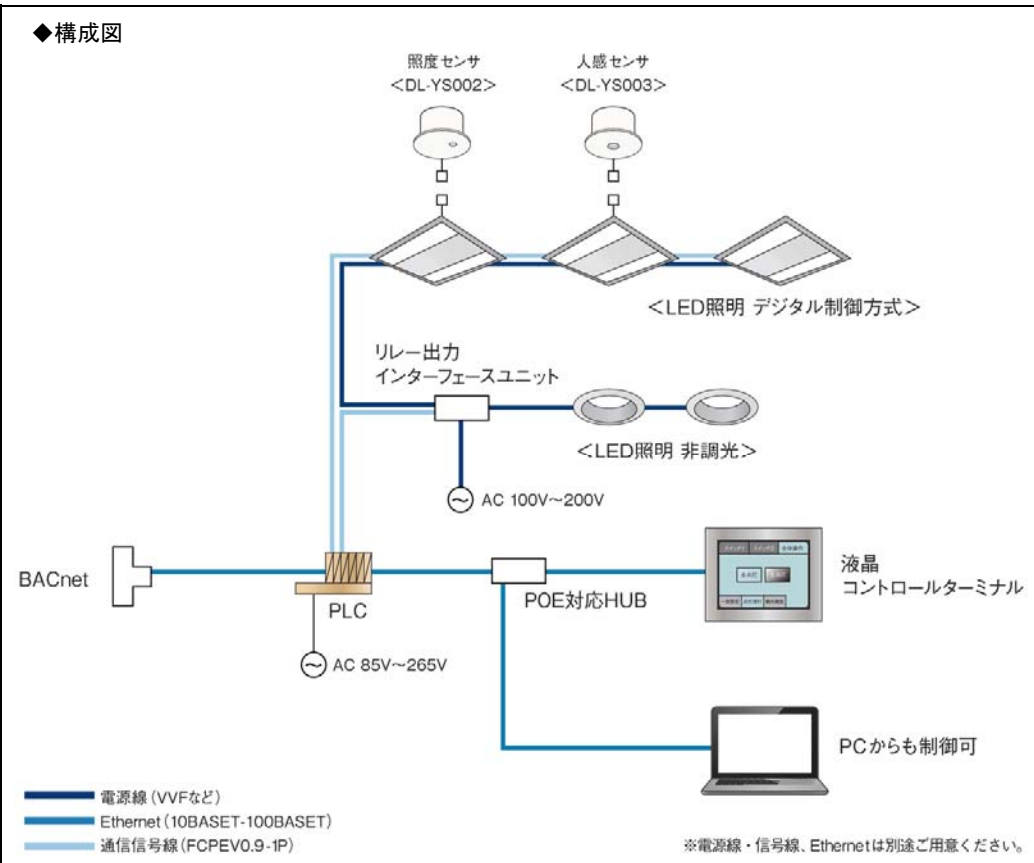 ◆構成図
照度センサ
＜DL-YS002＞
人感センサ
＜DL-YS003＞
＜LED照明 デジタル制御方式＞
リレー出力
インターフェースユニット
＜LED照明 非調光＞
AC 100V～200V
BACnet
PLC
POE対応HUB
液晶
コントロールターミナル
AC 85V～265V
PCからも制御可
電源線（VVFなど）
Ethernet（10BASET-100BASET）
通信信号線（FCPEV0.9-1P）
※電源線・信号線、Ethernetは別途ご用意ください。